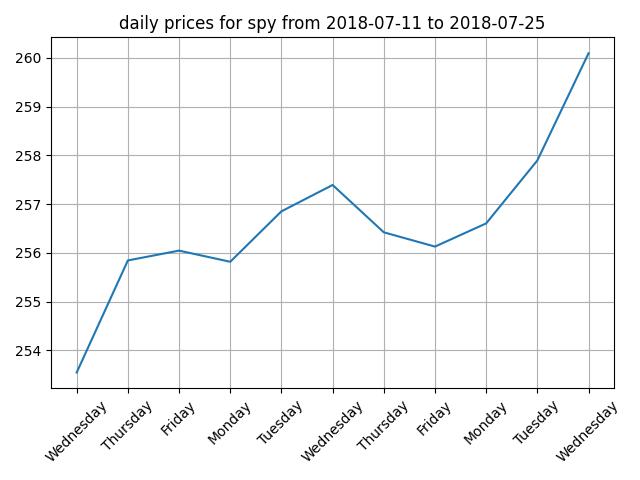 daily prices for spy from 2018-07-11 to 2018-07-25
260
259
258
257
256
255
254
Wednesday
Thursday
Friday
Monday
Tuesday
Wednesday
Thursday
Friday
Monday
Tuesday
Wednesday